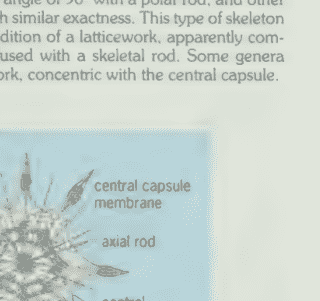 angle of 90° with a polar rod, and other
h similar exactness. This type of skeleton
dition of a latticework, apparently com-
used with a skeletal rod. Some genera
ork, concentric with the central capsule.
central capsule
membrane
axial rod
central